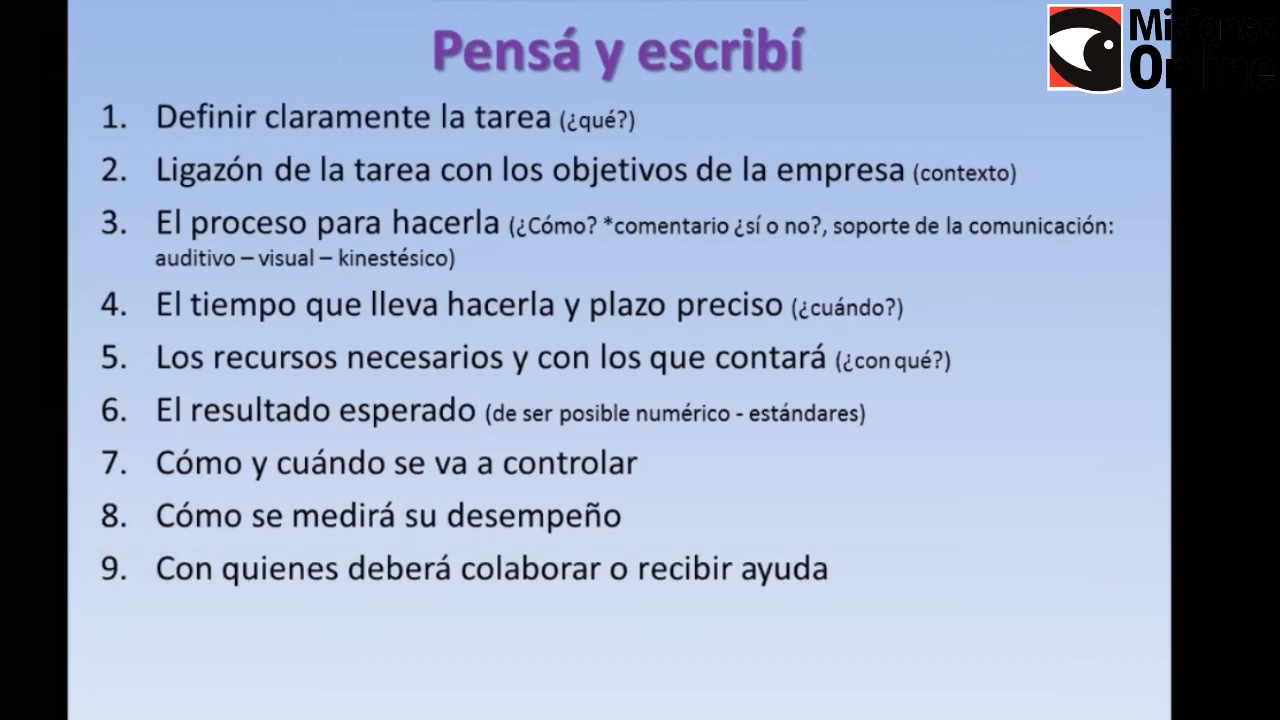 Pensá y escribí
Misiones
Online
1. Definir claramente la tarea (¿qué?)
2. Ligazón de la tarea con los objetivos de la empresa (contexto)
3. El proceso para hacerla (¿Cómo? *comentario ¿sí o no?, soporte de la comunicación:
auditivo – visual – kinestésico)
4. El tiempo que lleva hacerla y plazo preciso (¿cuándo?)
5. Los recursos necesarios y con los que contará (¿con qué?)
6. El resultado esperado (de ser posible numérico - estándares)
7. Cómo y cuándo se va a controlar
8. Cómo se medirá su desempeño
9. Con quienes deberá colaborar o recibir ayuda